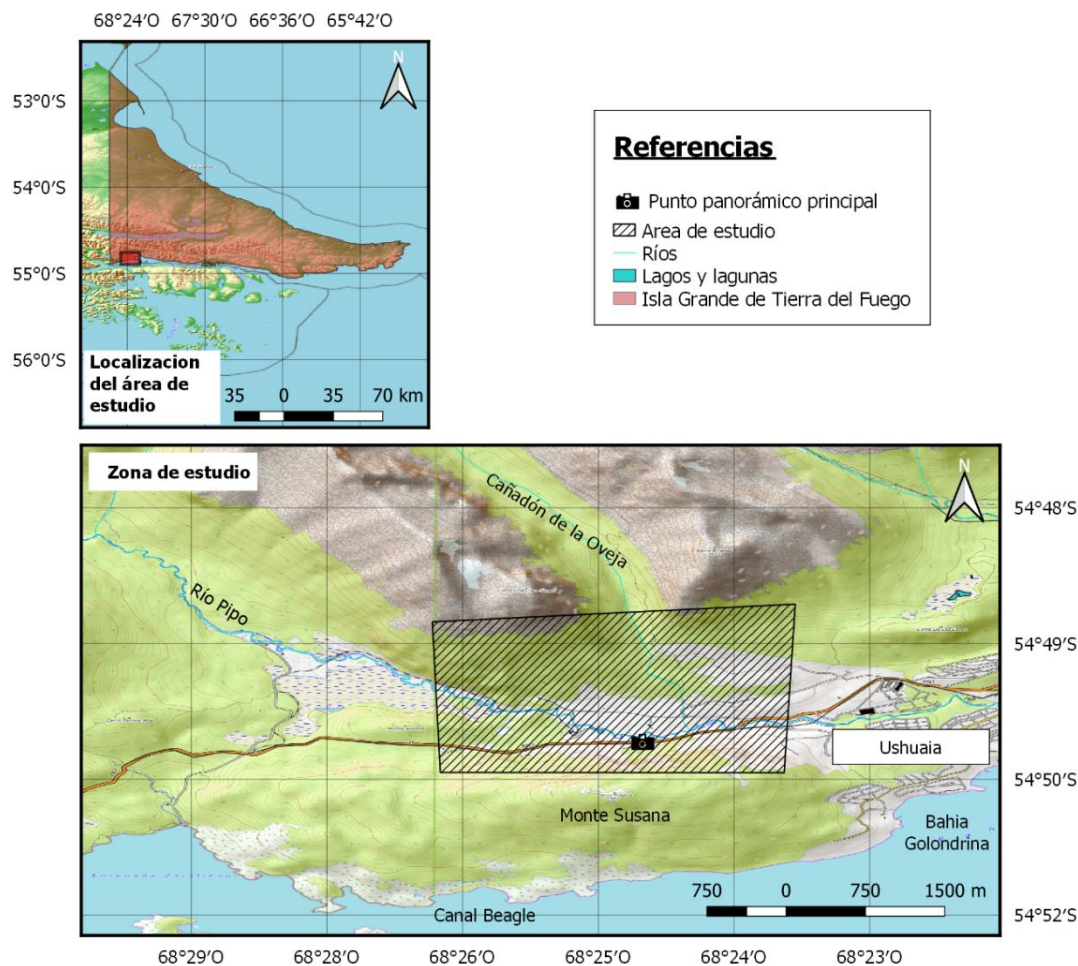 68°24′O 67°30′O 66°36′O 65°42′O
N
53°0′S
54°0′S
55°0′S
56°0′S
Localizacion
del área de
estudio
35 0 35 70 km
Referencias
Punto panorámico principal
Area de estudio
Ríos
Lagos y lagunas
Isla Grande de Tierra del Fuego
Zona de estudio
N
Cañadón de la Oveja
Río Pipo
54°48′S
54°49′S
Ushuaia
54°50′S
Monte Susana
Bahia
Golondrina
750 0 750 1500 m
Canal Beagle
54°52′S
68°29′O 68°28′O 68°26′O 68°25′O 68°24′O 68°23′O